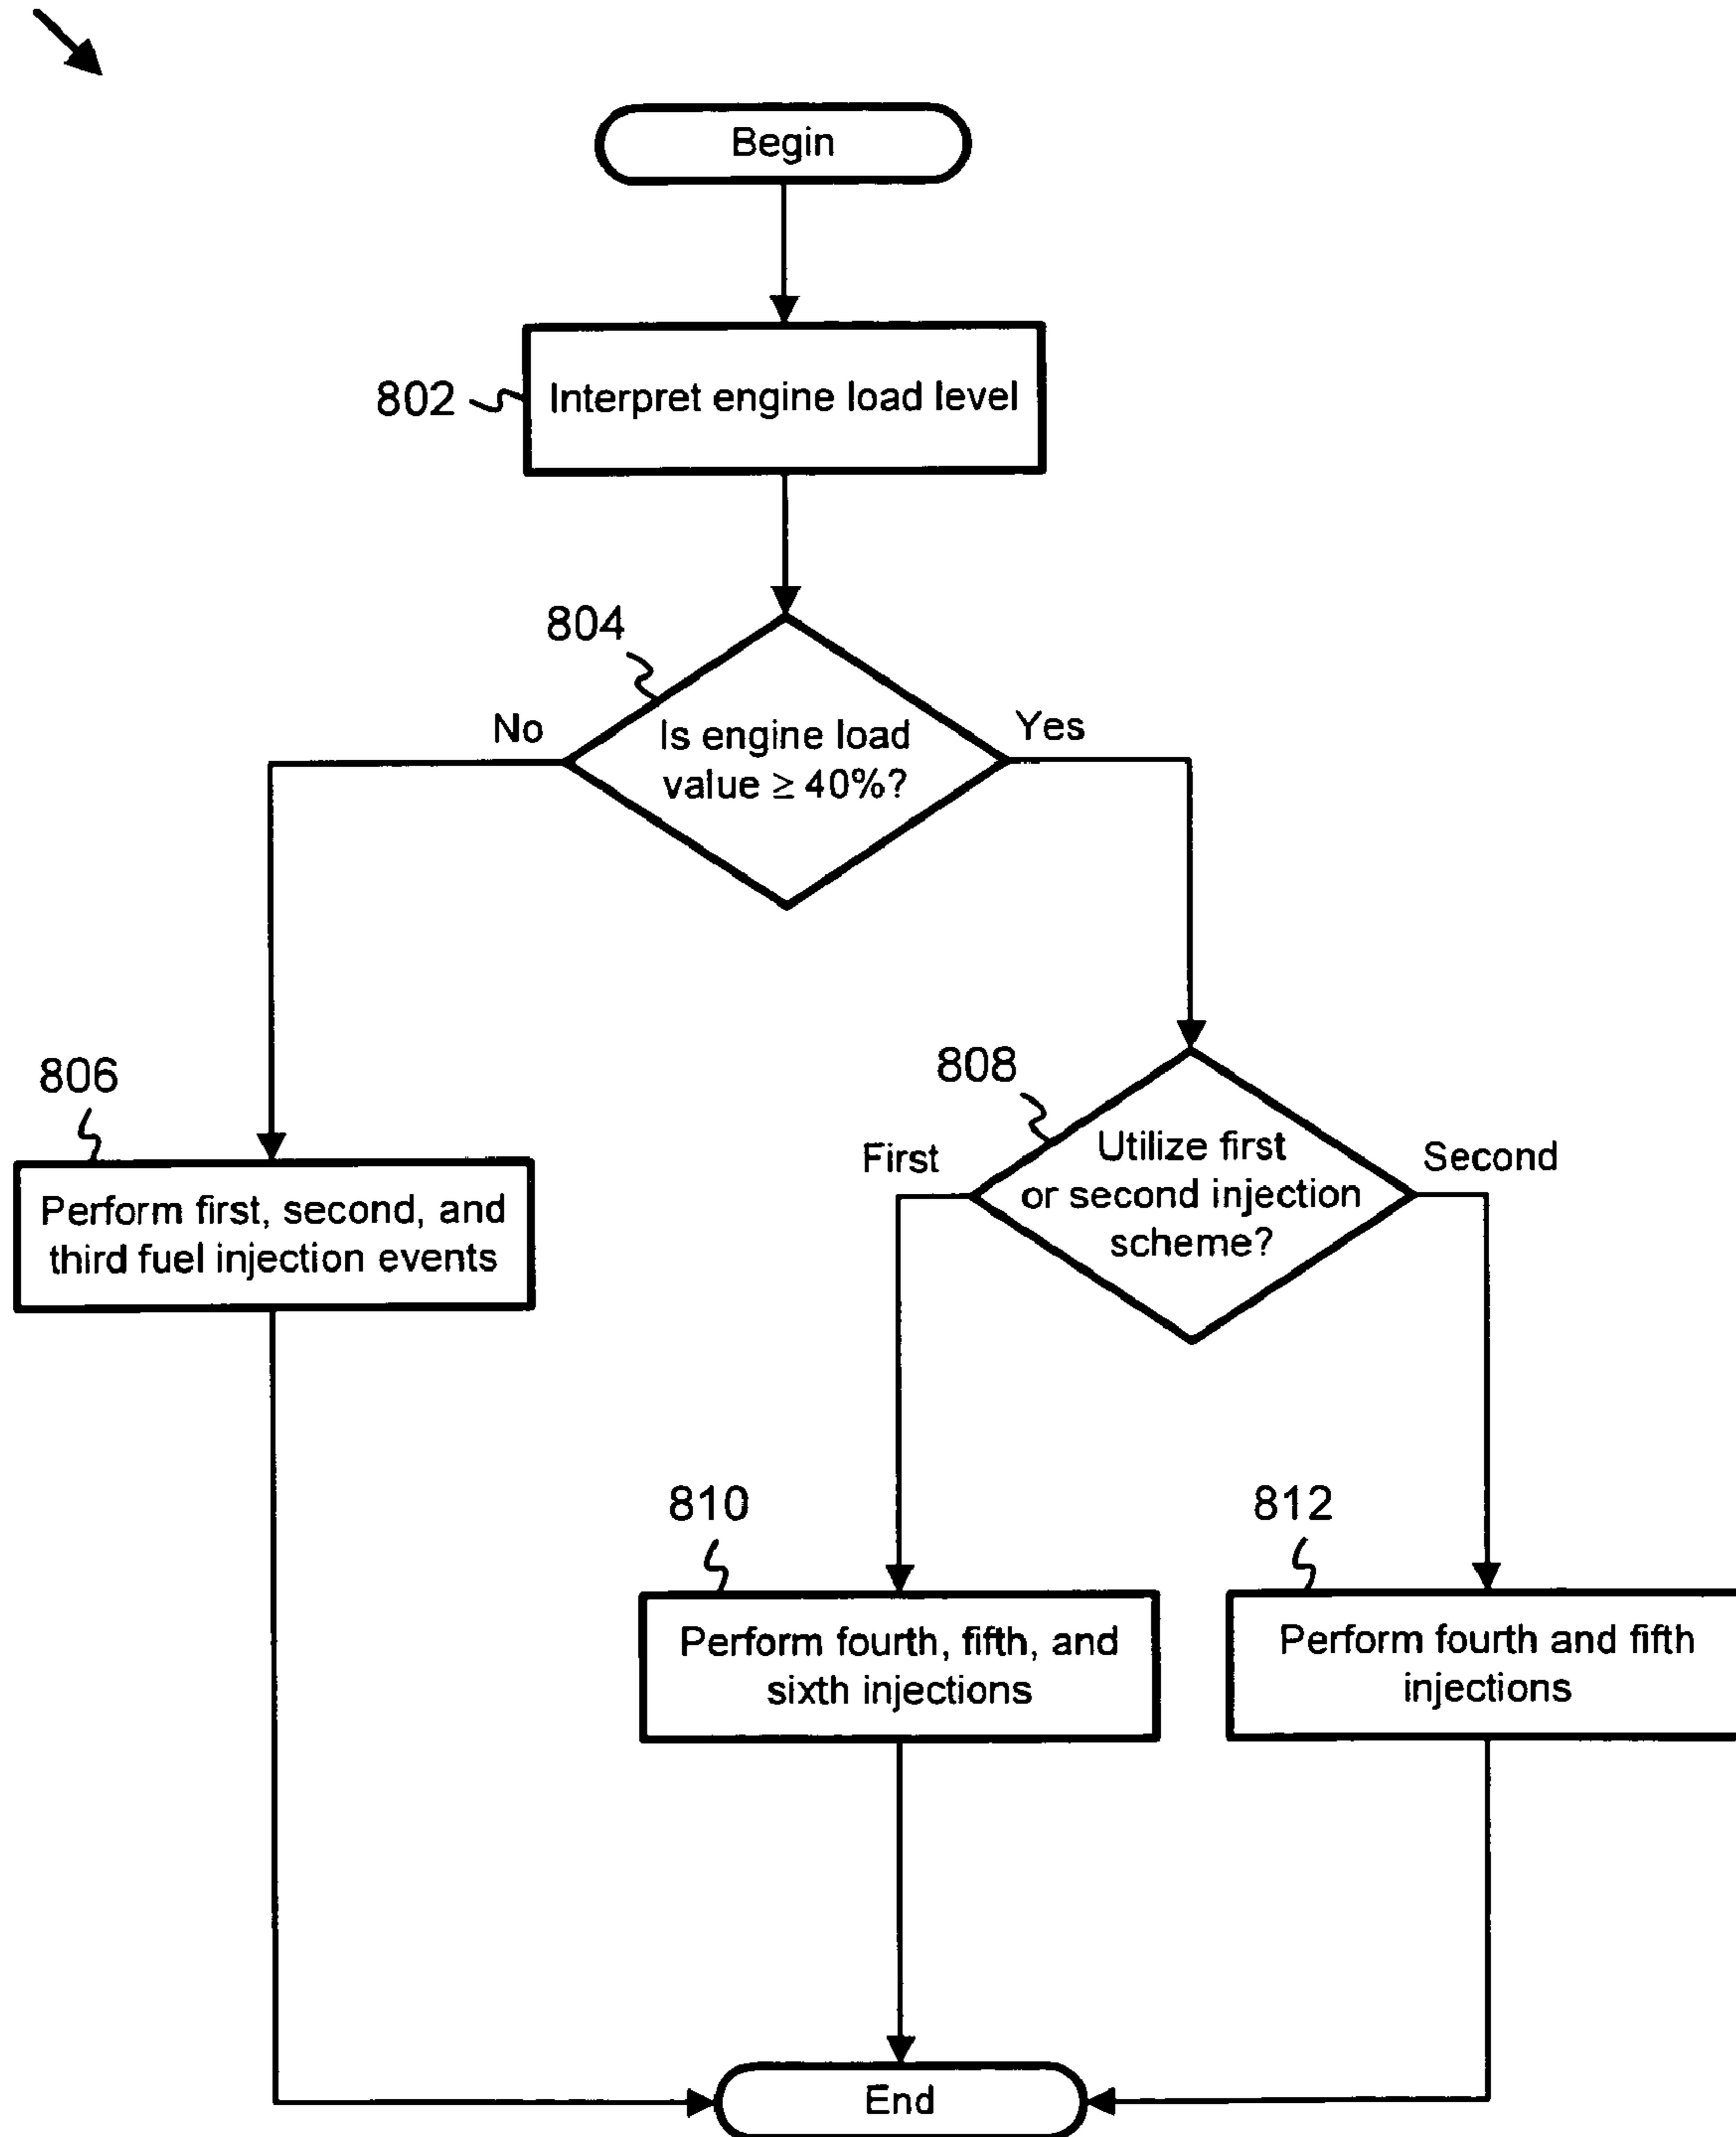 Begin
802
Interpret engine load level
804
No
Is engine load
value ≥ 40%?
Yes
806
Perform first, second, and
third fuel injection events
808
First
Utilize first
or second injection
scheme?
Second
810
Perform fourth, fifth, and
sixth injections
812
Perform fourth and fifth
injections
End